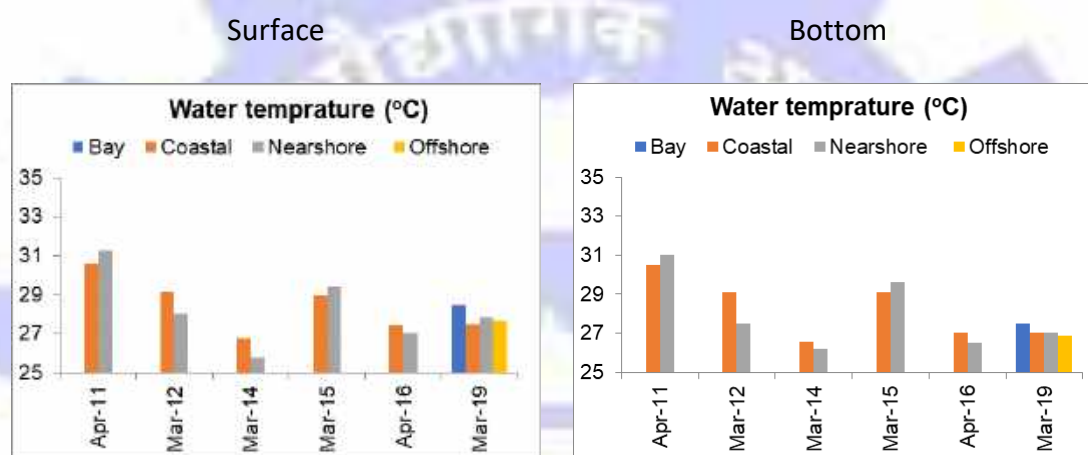 Surface
Bottom
Water temprature (°C)
Bay Coastal Nearshore Offshore
35
33
31
29
27
25
Apr-11
Mar-12
Mar-14
Mar-15
Apr-16
Mar-19
Water temprature (°C)
Bay Coastal Nearshore Offshore
35
33
31
29
27
25
Apr-11
Mar-12
Mar-14
Mar-15
Apr-16
Mar-19